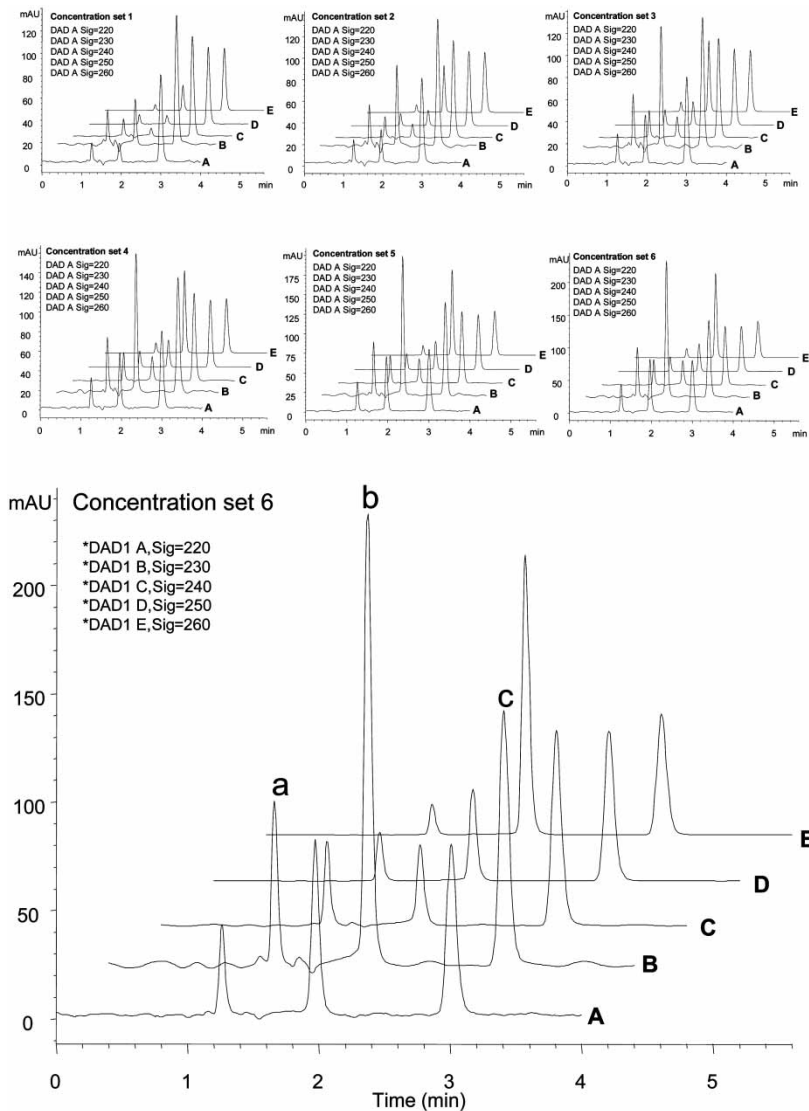 mAU
Concentration set 1
DAD A Sig=220
DAD A Sig=230
DAD A Sig=240
DAD A Sig=250
DAD A Sig=260
120
100
80
60
40
20
0
E
D
C
B
A
0 1 2 3 4 5 min
mAU
Concentration set 2
DAD A Sig=220
DAD A Sig=230
DAD A Sig=240
DAD A Sig=250
DAD A Sig=260
120
100
80
60
40
20
0
E
D
C
B
A
0 1 2 3 4 5 min
mAU
Concentration set 3
DAD A Sig=220
DAD A Sig=230
DAD A Sig=240
DAD A Sig=250
DAD A Sig=260
120
100
80
60
40
20
0
E
D
C
B
A
0 1 2 3 4 5 min
mAU
Concentration set 4
DAD A Sig=220
DAD A Sig=230
DAD A Sig=240
DAD A Sig=250
DAD A Sig=260
140
120
100
80
60
40
20
0
E
D
C
B
A
0 1 2 3 4 5 min
mAU
Concentration set 5
DAD A Sig=220
DAD A Sig=230
DAD A Sig=240
DAD A Sig=250
DAD A Sig=260
175
150
125
100
75
50
25
0
E
D
C
B
A
0 1 2 3 4 5 min
mAU
Concentration set 6
DAD A Sig=220
DAD A Sig=230
DAD A Sig=240
DAD A Sig=250
DAD A Sig=260
200
150
100
50
0
E
D
C
B
A
0 1 2 3 4 5 min
mAU
Concentration set 6
*DAD1 A,Sig=220
*DAD1 B,Sig=230
*DAD1 C,Sig=240
*DAD1 D,Sig=250
*DAD1 E,Sig=260
b
C
a
200
150
100
50
0
E
D
C
B
A
0 1 2 3 4 5
Time (min)